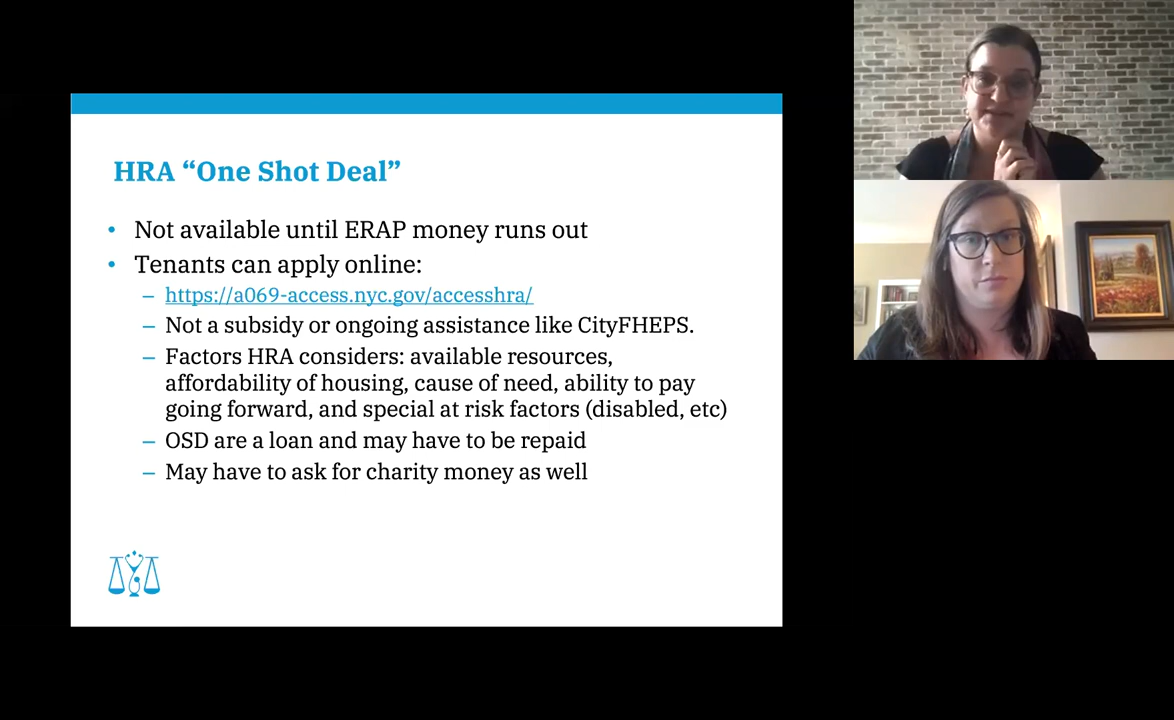 HRA “One Shot Deal”
• Not available until ERAP money runs out
• Tenants can apply online:
– https://a069-access.nyc.gov/accesshra/
– Not a subsidy or ongoing assistance like CityFHEPS.
– Factors HRA considers: available resources,
affordability of housing, cause of need, ability to pay
going forward, and special at risk factors (disabled, etc)
– OSD are a loan and may have to be repaid
– May have to ask for charity money as well